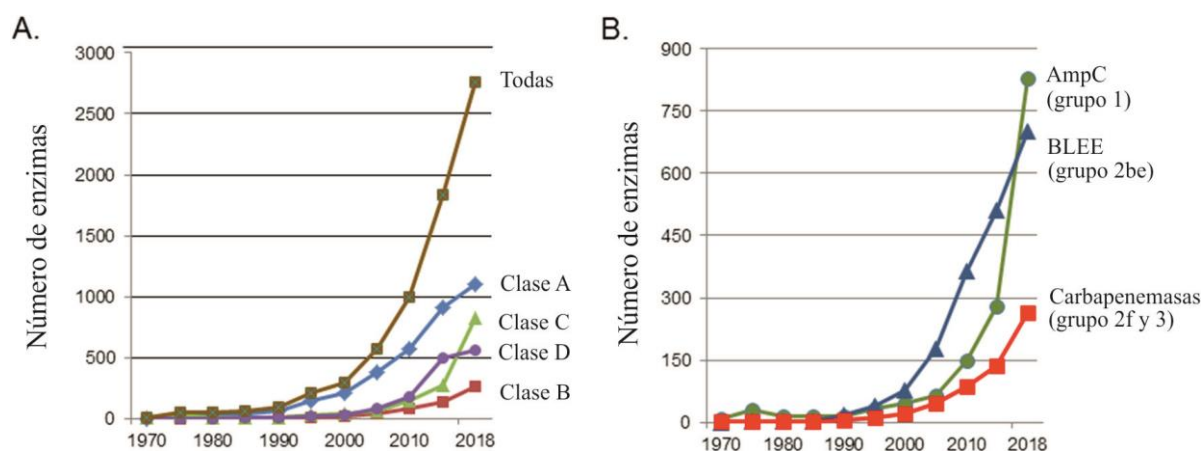 A.
Número de enzimas
3000
2500
2000
1500
1000
500
0
1970
1980
1990
2000
2010
2018
Todas
Clase A
Clase C
Clase D
Clase B
B.
Número de enzimas
900
750
600
450
300
150
0
1970
1980
1990
2000
2010
2018
AmpC
(grupo 1)
BLEE
(grupo 2be)
Carbapenemasas
(grupo 2f y 3)